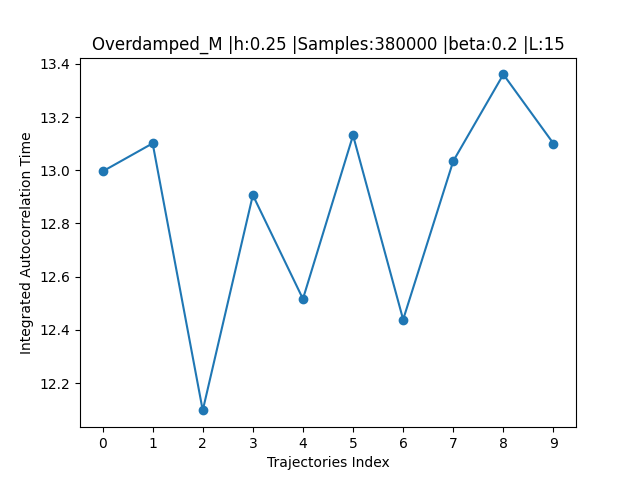 Overdamped_M |h:0.25 |Samples:380000 |beta:0.2 |L:15
13.4
13.2
13.0
12.8
12.6
12.4
12.2
Integrated Autocorrelation Time
0 1 2 3 4 5 6 7 8 9
Trajectories Index